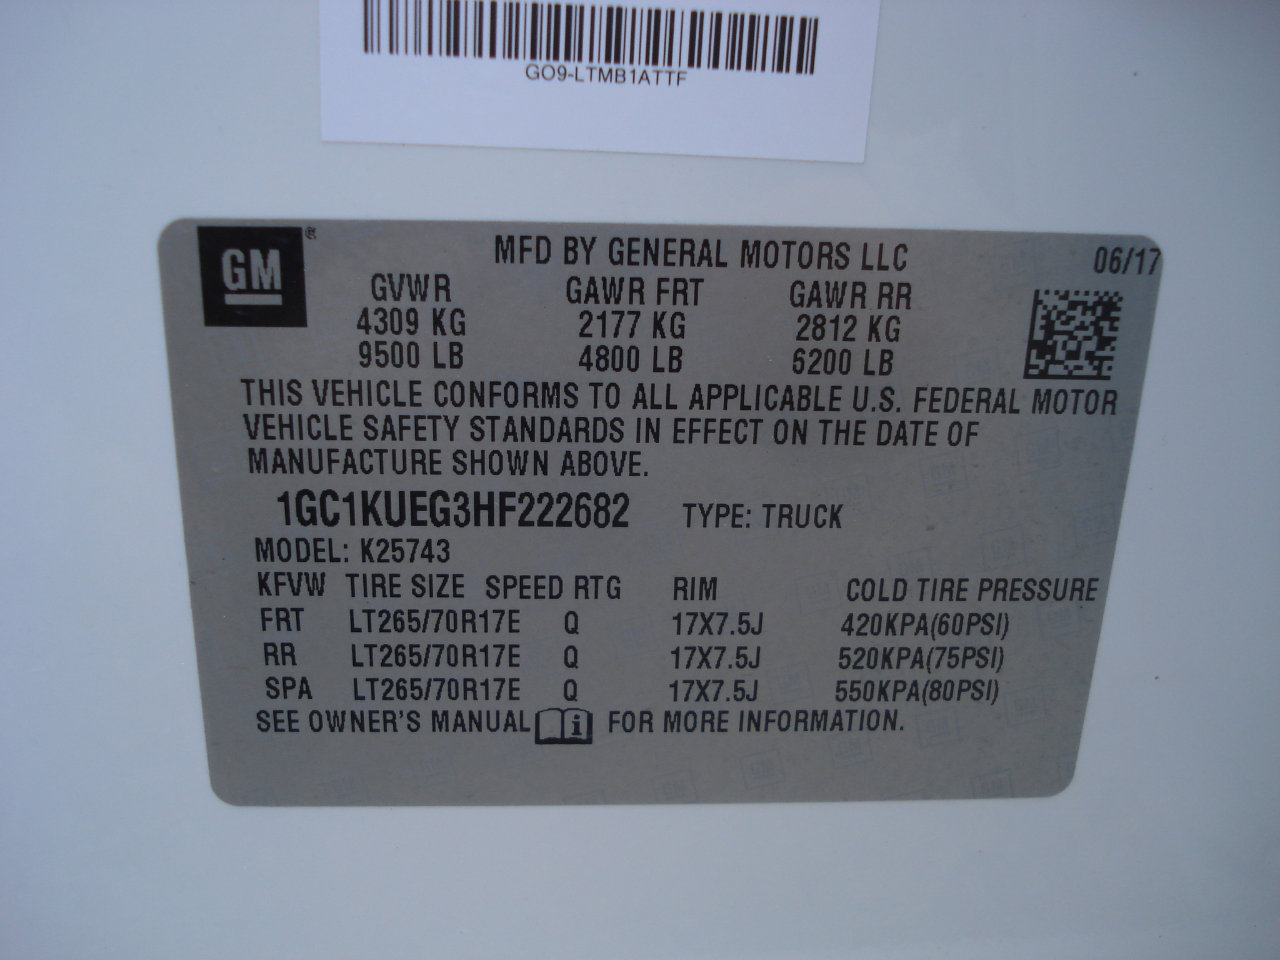 GO9-LTMB1ATTF
GM
MFD BY GENERAL MOTORS LLC 06/17
GVWR GAWR FRT GAWR RR
4309 KG 2177 KG 2812 KG
9500 LB 4800 LB 6200 LB
THIS VEHICLE CONFORMS TO ALL APPLICABLE U.S. FEDERAL MOTOR
VEHICLE SAFETY STANDARDS IN EFFECT ON THE DATE OF
MANUFACTURE SHOWN ABOVE.
1GC1KUEG3HF222682 TYPE: TRUCK
MODEL: K25743
KFVW TIRE SIZE SPEED RTG RIM COLD TIRE PRESSURE
FRT LT265/70R17E Q 17X7.5J 420KPA(60PSI)
RR LT265/70R17E Q 17X7.5J 520KPA(75PSI)
SPA LT265/70R17E Q 17X7.5J 550KPA(80PSI)
SEE OWNER'S MANUAL i FOR MORE INFORMATION.